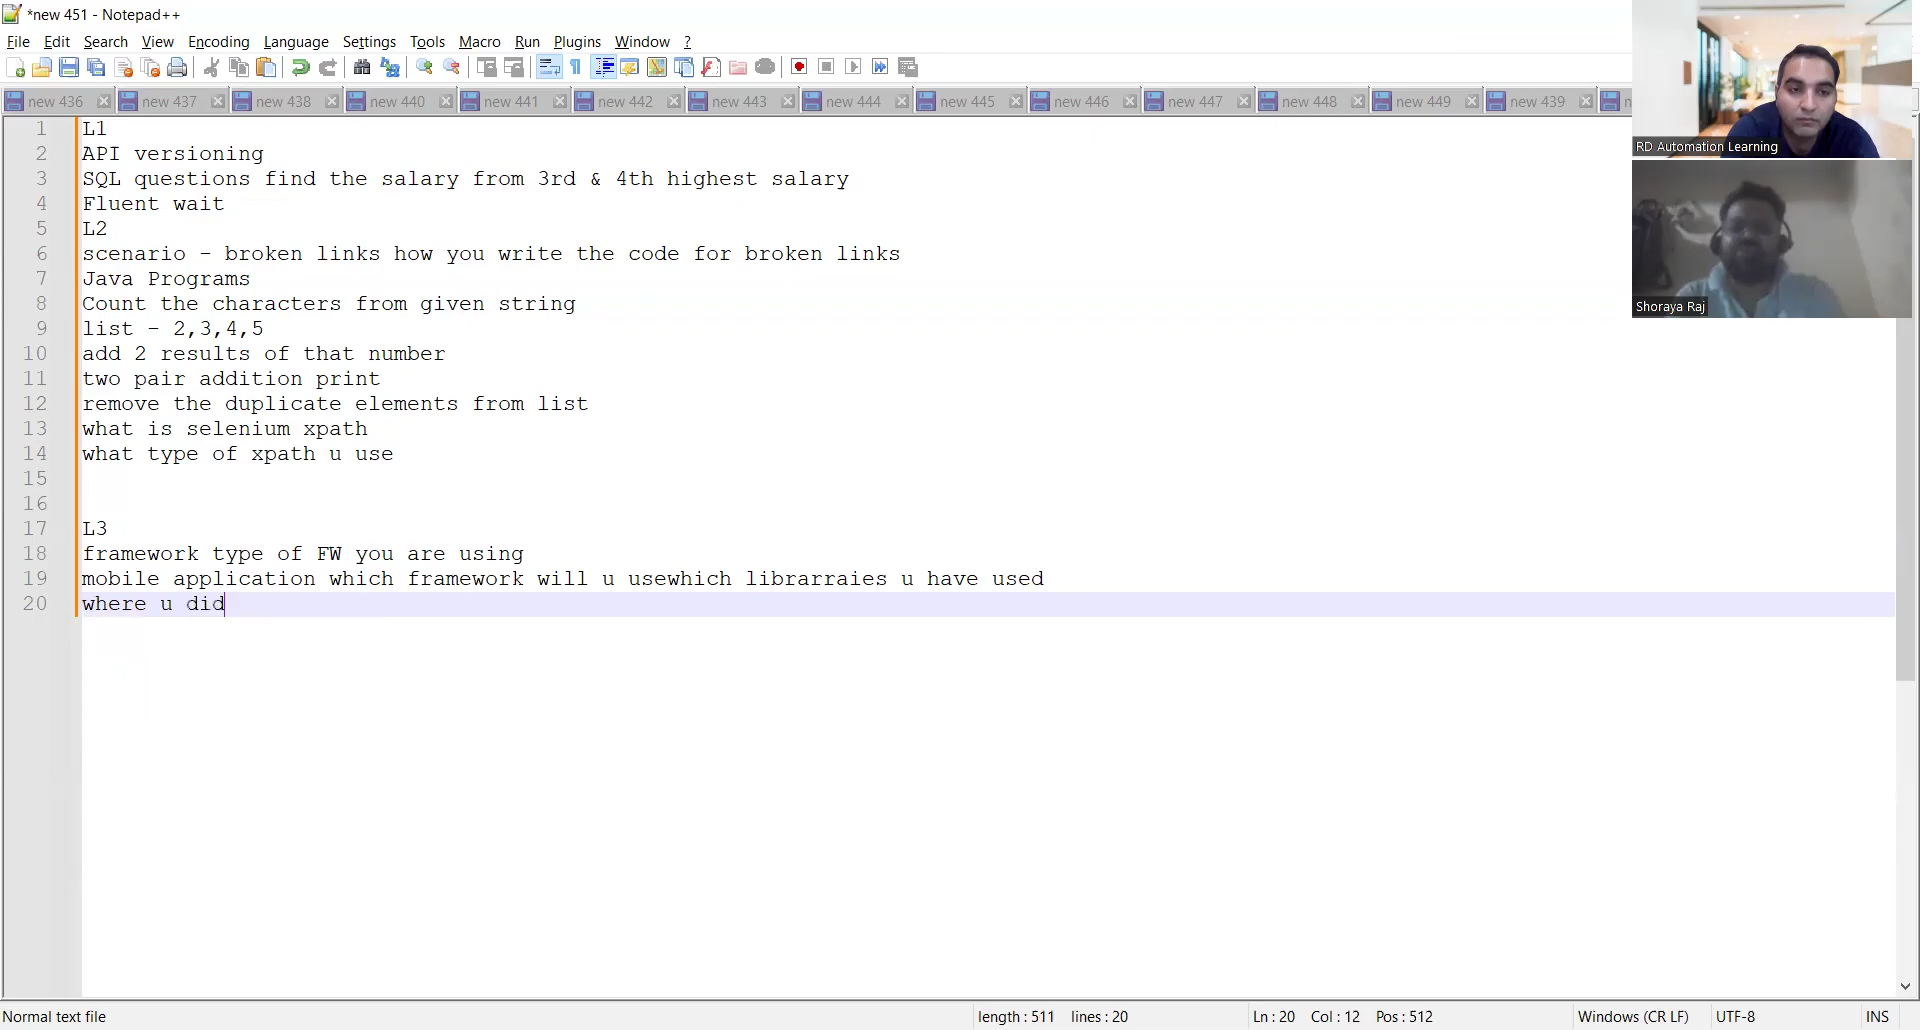 *new 451 - Notepad++
File Edit Search View Encoding Language Settings Tools Macro Run Plugins Window ?
new 436 new 437 new 438 new 440 new 441 new 442 new 443 new 444 new 445 new 446 new 447 new 448 new 449 new 439
1 L1
2 API versioning
3 SQL questions find the salary from 3rd & 4th highest salary
4 Fluent wait
5 L2
6 scenario - broken links how you write the code for broken links
7 Java Programs
8 Count the characters from given string
9 list - 2,3,4,5
10 add 2 results of that number
11 two pair addition print
12 remove the duplicate elements from list
13 what is selenium xpath
14 what type of xpath u use
15
16
17 L3
18 framework type of FW you are using
19 mobile application which framework will u usewhich librarraies u have used
20 where u did
RD Automation Learning
Shoraya Raj
Normal text file length : 511 lines : 20 Ln : 20 Col : 12 Pos : 512 Windows (CR LF) UTF-8 INS